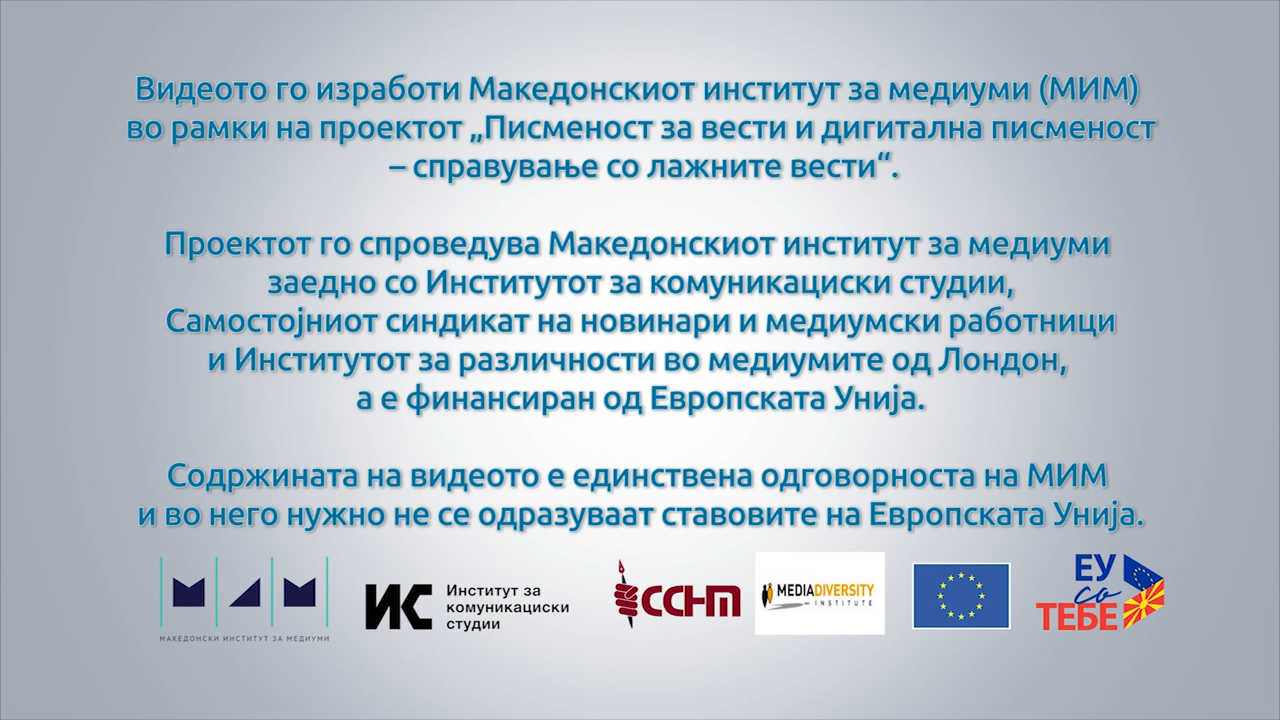 Видеото го изработи Македонскиот институт за медиуми (МИМ)
во рамки на проектот „Писменост за вести и дигитална писменост
– справување со лажните вести“.
Проектот го спроведува Македонскиот институт за медиуми
заедно со Институтот за комуникациски студии,
Самостојниот синдикат на новинари и медиумски работници
и Институтот за различности во медиумите од Лондон,
а е финансиран од Европската Унија.
Содржината на видеото е единствена одговорноста на МИМ
и во него нужно не се одразуваат ставовите на Европската Унија.
МИМ
МАКЕДОНСКИ ИНСТИТУТ ЗА МЕДИУМИ
ИС
Институт за
комуникациски
студии
ССНМ
MEDIADIVERSITY
INSTITUTE
ЕУ
со
ТЕБЕ